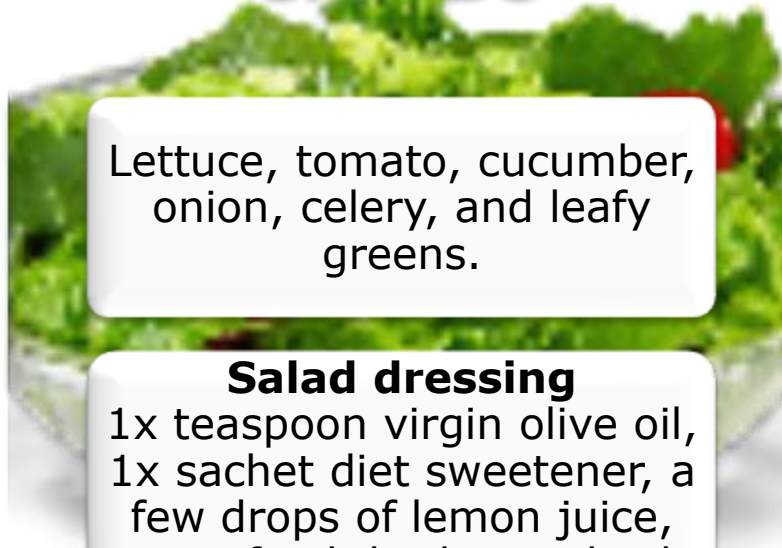 Lettuce, tomato, cucumber,
onion, celery, and leafy
greens.
Salad dressing
1x teaspoon virgin olive oil,
1x sachet diet sweetener, a
few drops of lemon juice,